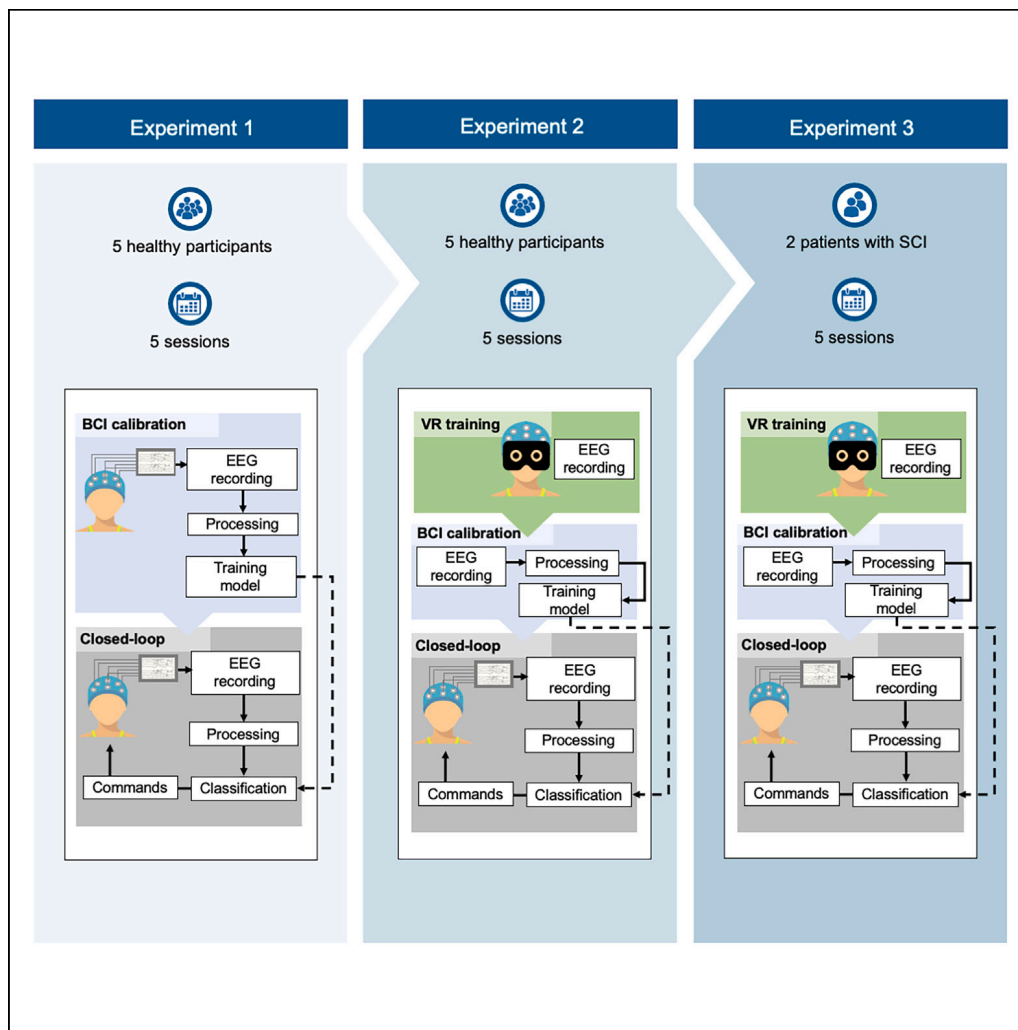 Experiment 1
5 healthy participants
5 sessions
BCI calibration
EEG
recording
Processing
Training
model
Closed-loop
EEG
recording
Processing
Commands
Classification
Experiment 2
5 healthy participants
5 sessions
VR training
EEG
recording
BCI calibration
EEG
recording
Processing
Training
model
Closed-loop
EEG
recording
Processing
Commands
Classification
Experiment 3
2 patients with SCI
5 sessions
VR training
EEG
recording
BCI calibration
EEG
recording
Processing
Training
model
Closed-loop
EEG
recording
Processing
Commands
Classification